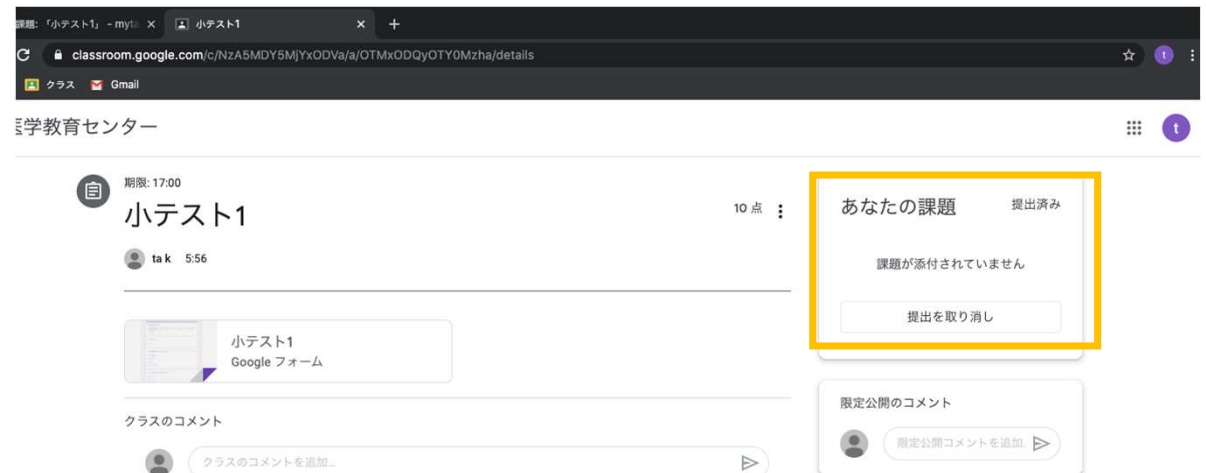 課題: 「小テスト1」 - myta
小テスト1
classroom.google.com/c/NzA5MDY5MjYxODVa/a/OTMxODQyOTY0Mzha/details
t
クラス Gmail
医学教育センター
t
期限: 17:00
小テスト1
10 点
ta k 5:56
小テスト1
Google フォーム
クラスのコメント
クラスのコメントを追加...
あなたの課題 提出済み
課題が添付されていません
提出を取り消し
限定公開のコメント
限定公開コメントを追加